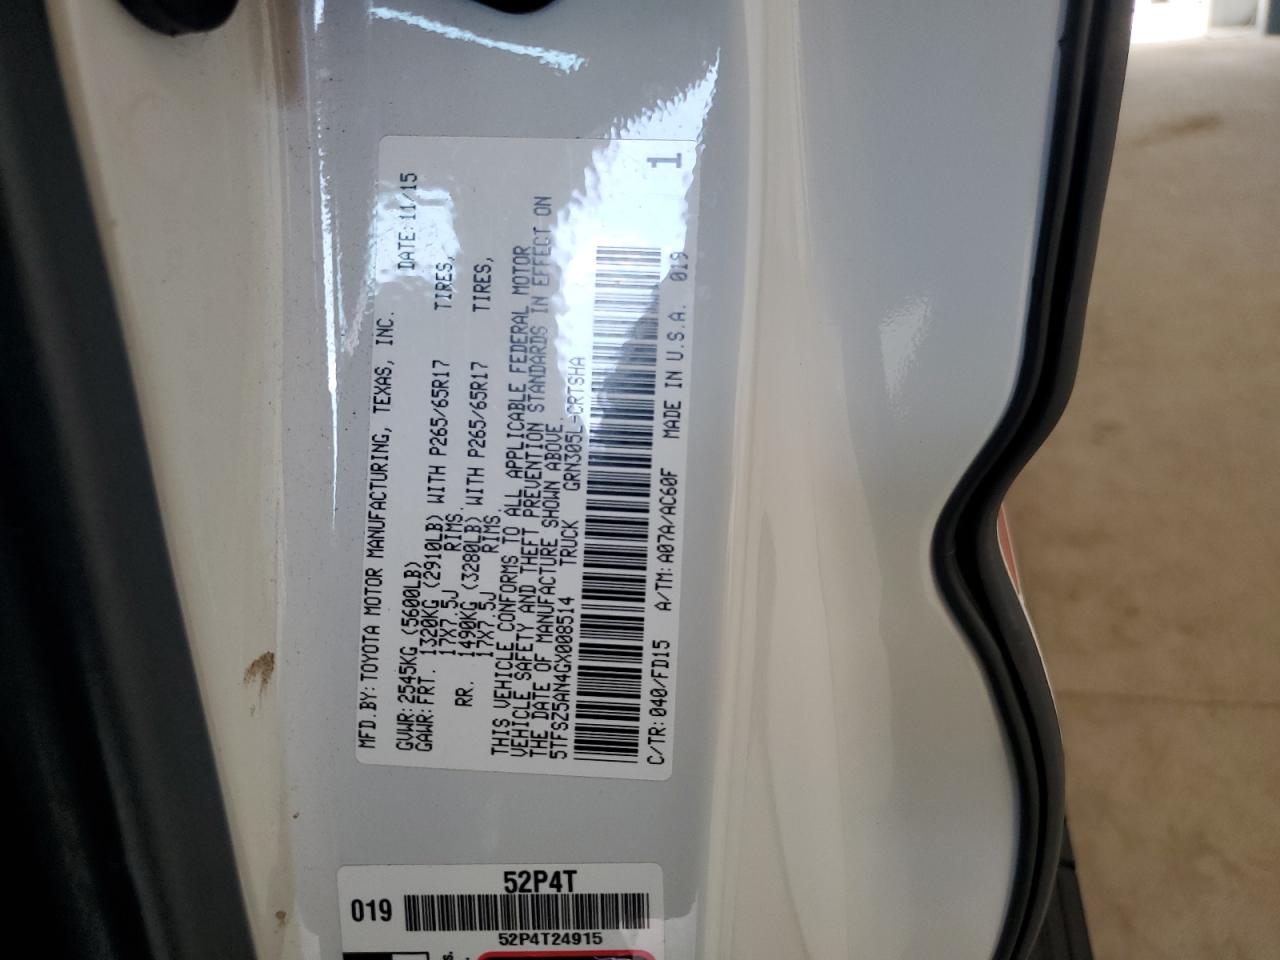 MFD.BY: TOYOTA MOTOR MANUFACTURING, TEXAS, INC.
GVWR: 2545KG (5600LB) DATE: 11/15
GAWR: FRT. 1320KG (2910LB) WITH P265/65R17 TIRES,
17X7.5J RIMS.
RR. 1490KG (3280LB) WITH P265/65R17 TIRES,
17X7.5J RIMS.
THIS VEHICLE CONFORMS TO ALL APPLICABLE FEDERAL MOTOR
VEHICLE SAFETY AND THEFT PREVENTION STANDARDS IN EFFECT ON
THE DATE OF MANUFACTURE SHOWN ABOVE.
5TFSZ5AN4GX008514 TRUCK GRN305L-CRTSHA
C/TR: 040/FD15 A/TM: A07A/AC60F MADE IN U.S.A. 019
1
52P4T
019
52P4T24915